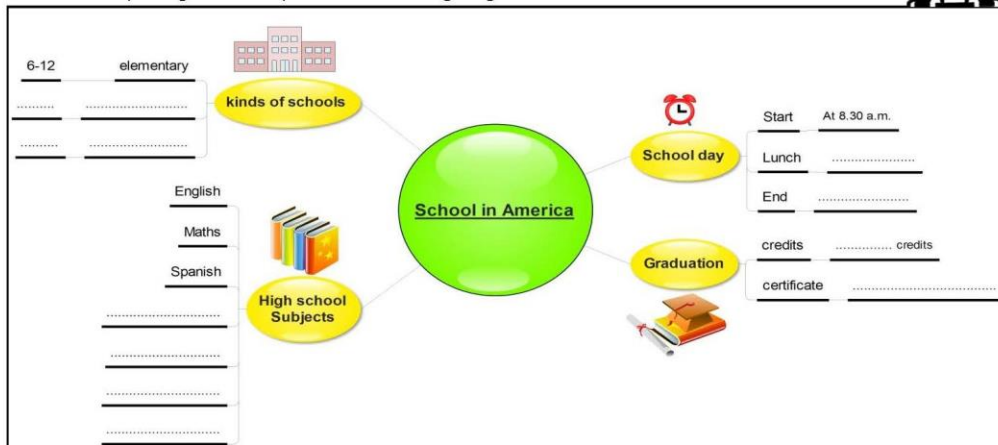 6-12 elementary
.......... ..........................
.......... ..........................
kinds of schools
English
Maths
Spanish
..........................
..........................
..........................
..........................
High school
Subjects
School in America
School day
Start At 8.30 a.m.
Lunch ........................
End ..........................
Graduation
credits ............... credits
certificate ......................................